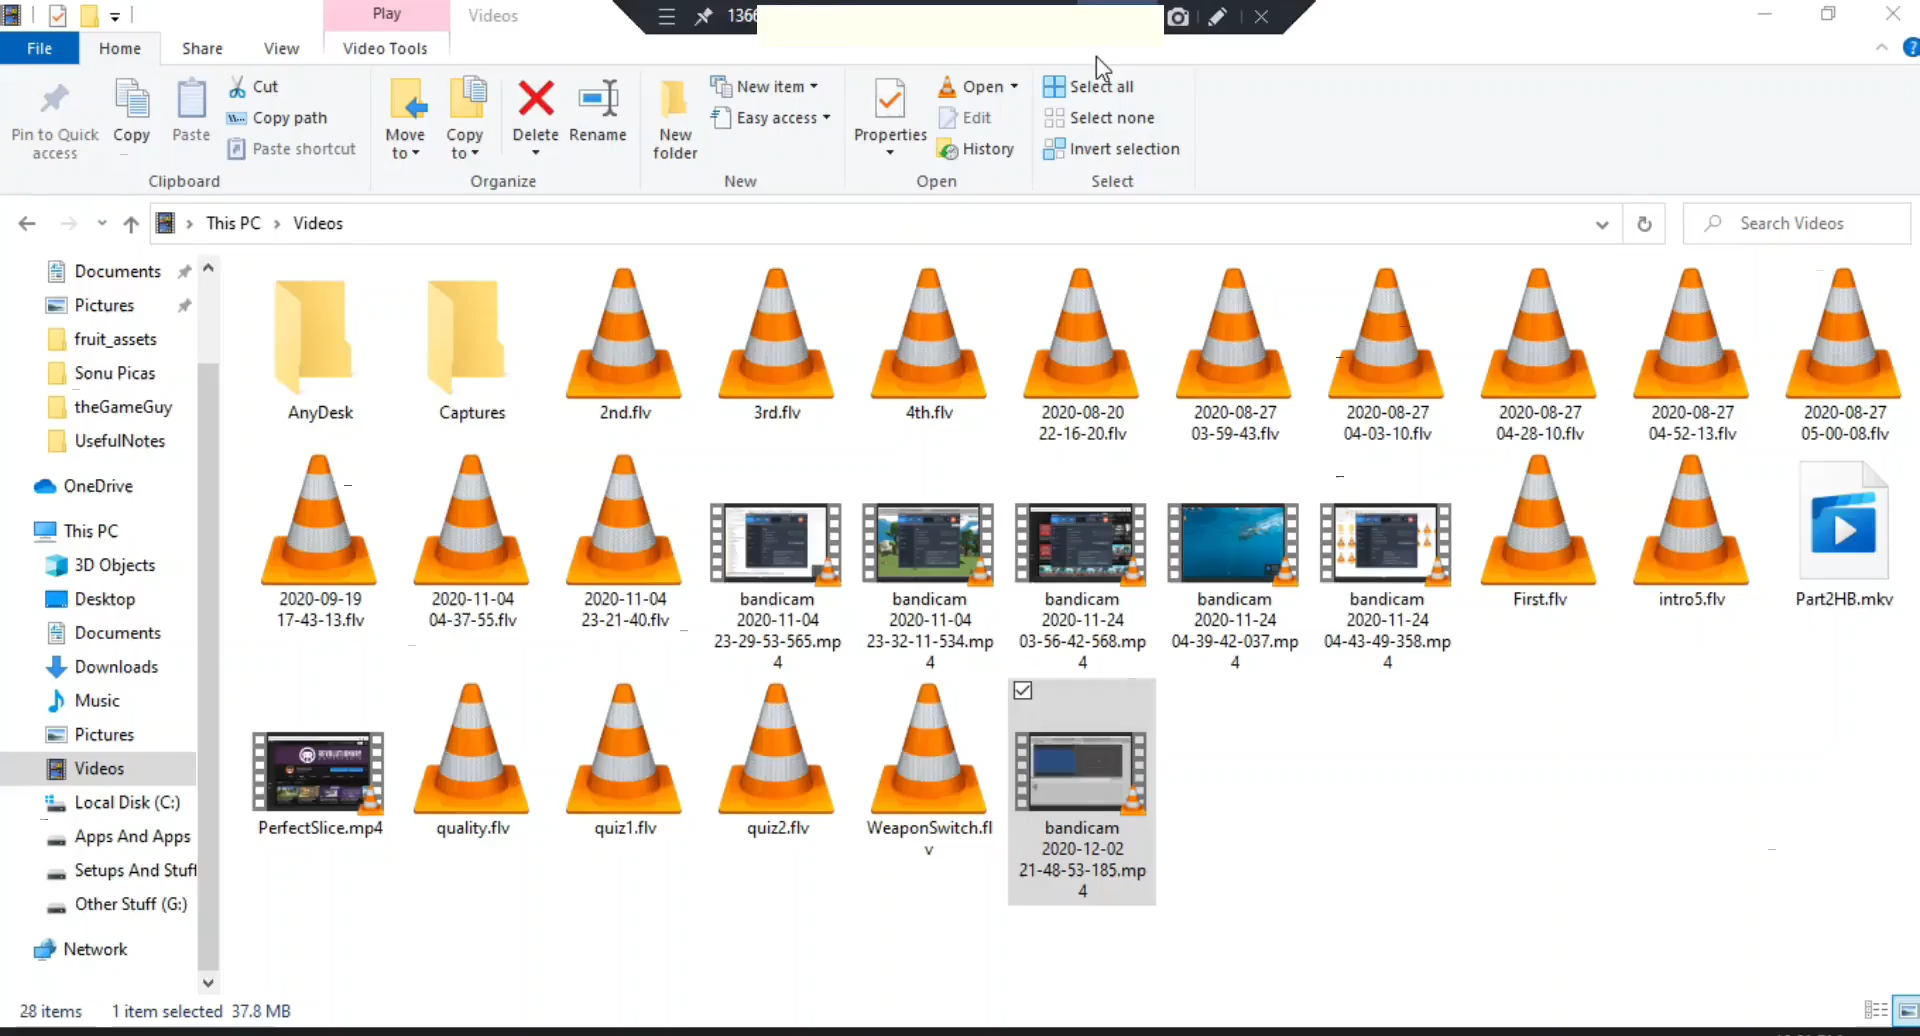 Play
Videos
1366
File
Home
Share
View
Video Tools
Pin to Quick access
Copy
Paste
Cut
Copy path
Paste shortcut
Clipboard
Move to
Copy to
Delete
Rename
Organize
New folder
New item
Easy access
New
Properties
Open
Edit
History
Open
Select all
Select none
Invert selection
Select
This PC
Videos
Search Videos
Documents
Pictures
fruit_assets
Sonu Picas
theGameGuy
UsefulNotes
OneDrive
This PC
3D Objects
Desktop
Documents
Downloads
Music
Pictures
Videos
Local Disk (C:)
Apps And Apps
Setups And Stuff
Other Stuff (G:)
Network
AnyDesk
Captures
2nd.flv
3rd.flv
4th.flv
2020-08-20
22-16-20.flv
2020-08-27
03-59-43.flv
2020-08-27
04-03-10.flv
2020-08-27
04-28-10.flv
2020-08-27
04-52-13.flv
2020-08-27
05-00-08.flv
2020-09-19
17-43-13.flv
2020-11-04
04-37-55.flv
2020-11-04
23-21-40.flv
bandicam
2020-11-04
23-29-53-565.mp
4
bandicam
2020-11-04
23-32-11-534.mp
4
bandicam
2020-11-24
03-56-42-568.mp
4
bandicam
2020-11-24
04-39-42-037.mp
4
bandicam
2020-11-24
04-43-49-358.mp
4
First.flv
intro5.flv
Part2HB.mkv
PerfectSlice.mp4
quality.flv
quiz1.flv
quiz2.flv
WeaponSwitch.fl
v
bandicam
2020-12-02
21-48-53-185.mp
4
28 items
1 item selected 37.8 MB